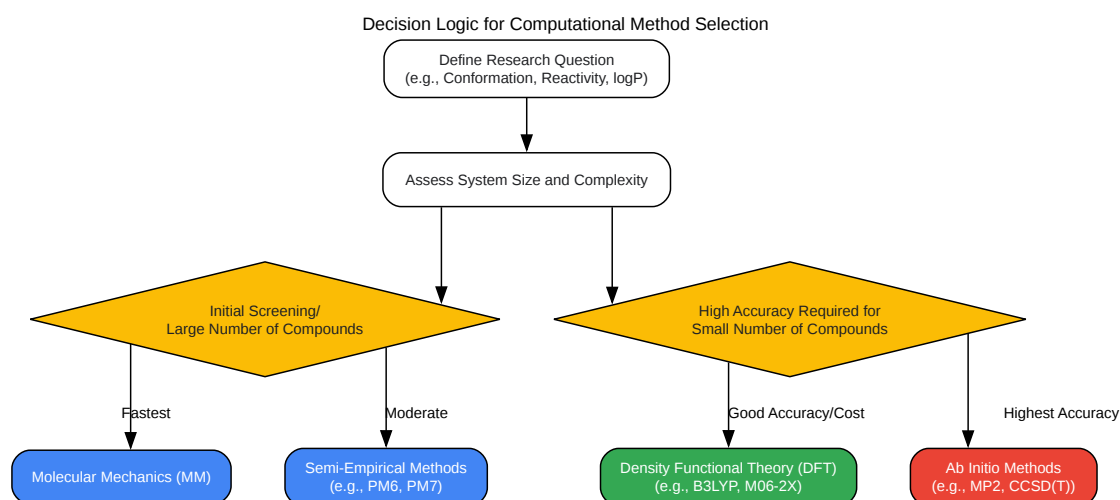 Decision Logic for Computational Method Selection
Define Research Question
(e.g., Conformation, Reactivity, logP)
Assess System Size and Complexity
Initial Screening/
Large Number of Compounds
High Accuracy Required for
Small Number of Compounds
Fastest
Moderate
Good Accuracy/Cost
Highest Accuracy
Molecular Mechanics (MM)
Semi-Empirical Methods
(e.g., PM6, PM7)
Density Functional Theory (DFT)
(e.g., B3LYP, M06-2X)
Ab Initio Methods
(e.g., MP2, CCSD(T))